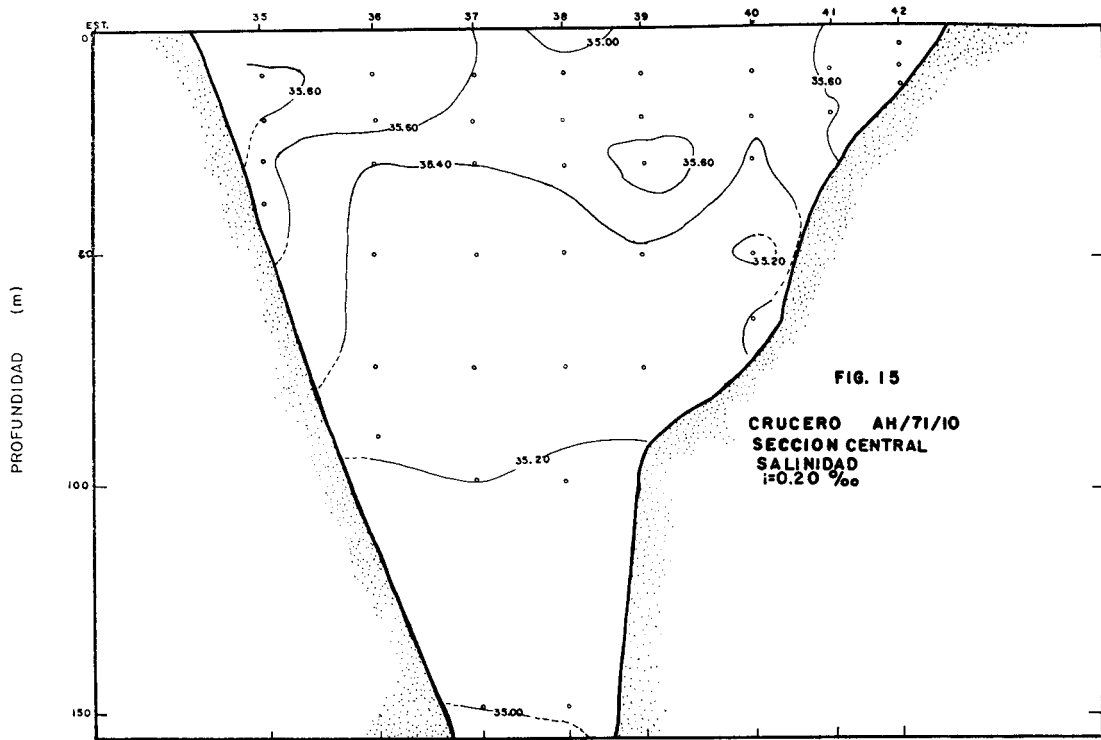 EST. 35 36 37 38 39 40 41 42
0
50
100
150
PROFUNDIDAD (m)
35.00
35.60
35.60
35.60
35.40
35.60
35.20
35.20
35.00
FIG. 15
CRUCERO AH/71/10
SECCION CENTRAL
SALINIDAD
i=0.20 ‰